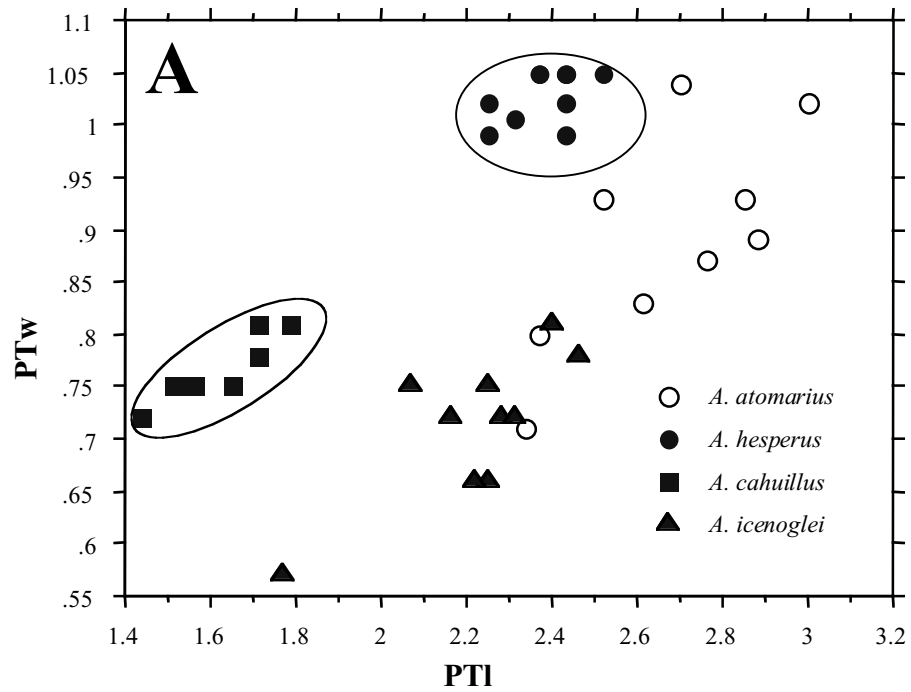 A
1.1
1.05
1
.95
.9
.85
.8
.75
.7
.65
.6
.55
PTw
1.4 1.6 1.8 2 2.2 2.4 2.6 2.8 3 3.2
PTl
A. atomarius
A. hesperus
A. cahuillus
A. icenoglei